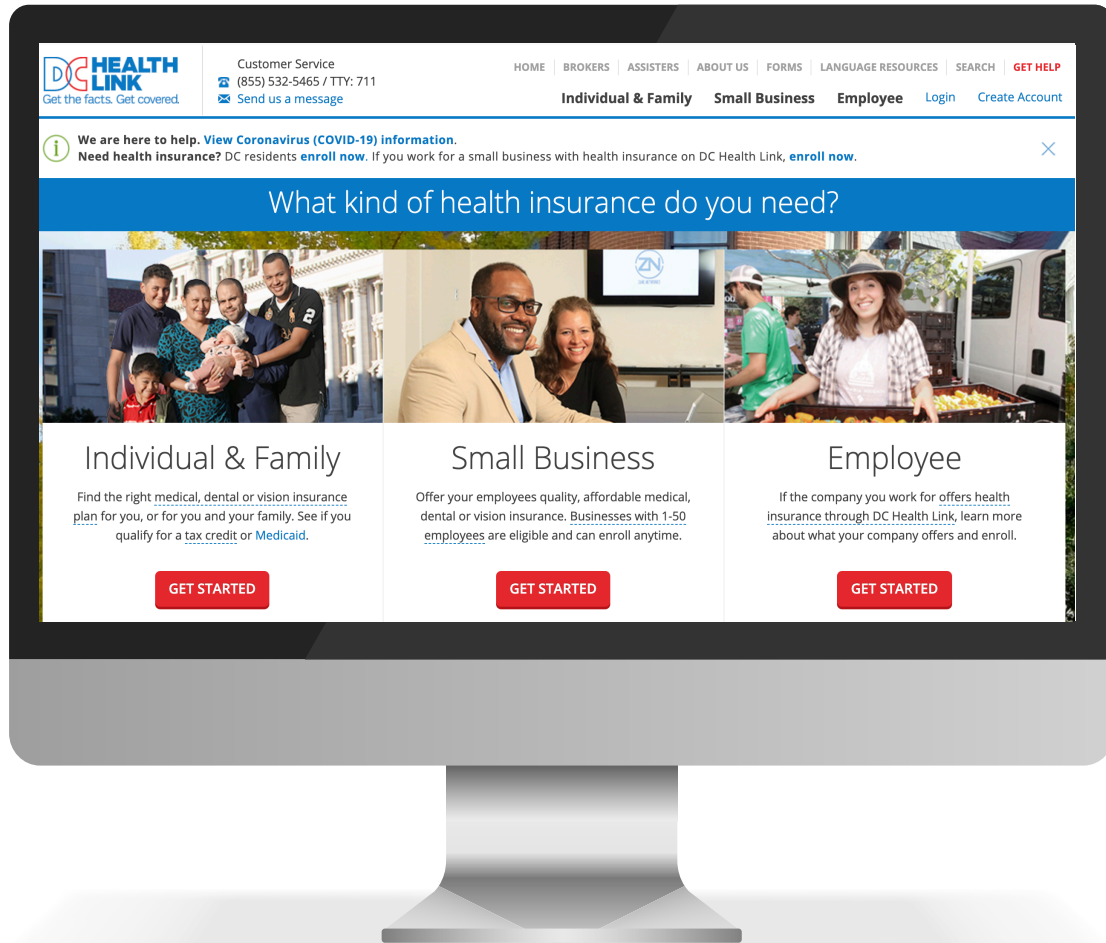 DC HEALTH
LINK
Get the facts. Get covered.
Customer Service
(855) 532-5465 / TTY: 711
Send us a message
HOME BROKERS ASSISTERS ABOUT US FORMS LANGUAGE RESOURCES SEARCH GET HELP
Individual & Family Small Business Employee Login Create Account
We are here to help. View Coronavirus (COVID-19) information.
Need health insurance? DC residents enroll now. If you work for a small business with health insurance on DC Health Link, enroll now.
What kind of health insurance do you need?
2
ZN
Individual & Family
Find the right medical, dental or vision insurance
plan for you, or for you and your family. See if you
qualify for a tax credit or Medicaid.
GET STARTED
Small Business
Offer your employees quality, affordable medical,
dental or vision insurance. Businesses with 1-50
employees are eligible and can enroll anytime.
GET STARTED
Employee
If the company you work for offers health
insurance through DC Health Link, learn more
about what your company offers and enroll.
GET STARTED